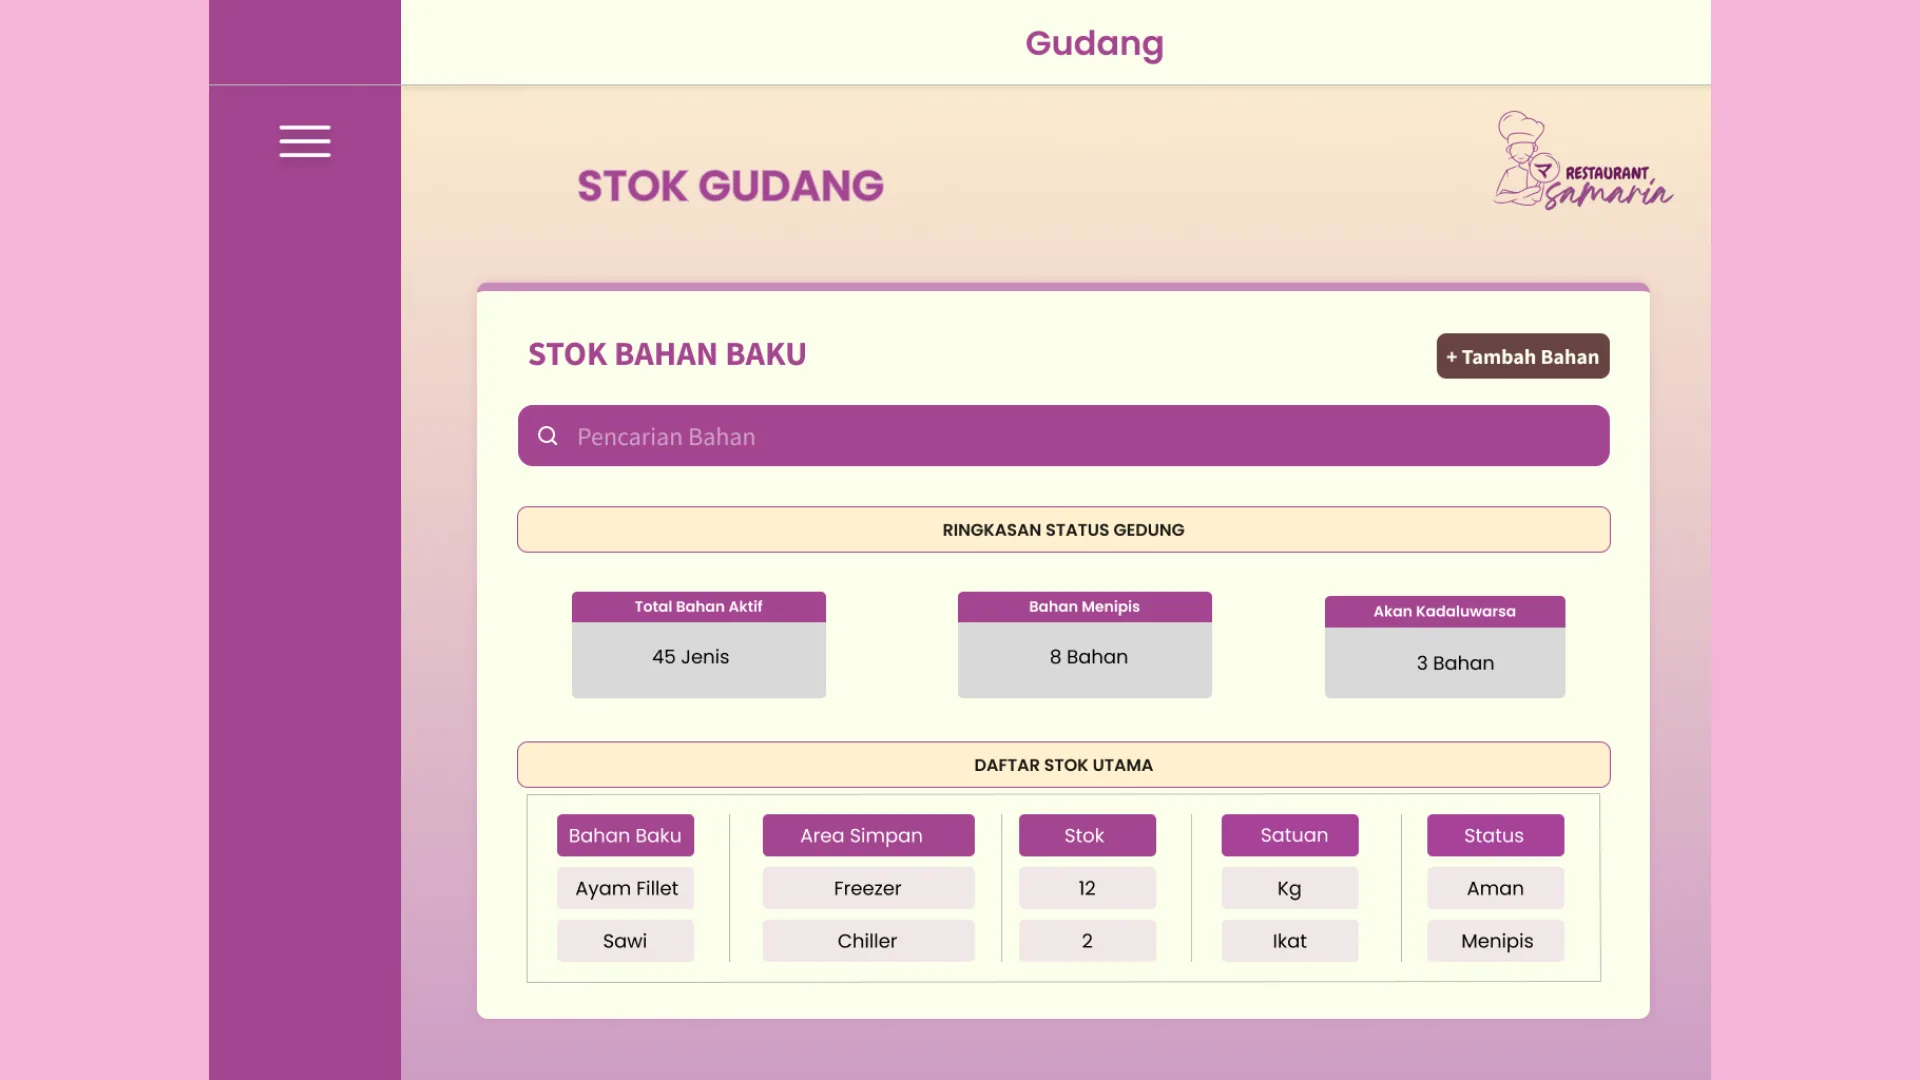 Gudang
STOK GUDANG
RESTAURANT
samaria
STOK BAHAN BAKU
+ Tambah Bahan
Pencarian Bahan
RINGKASAN STATUS GEDUNG
Total Bahan Aktif
45 Jenis
Bahan Menipis
8 Bahan
Akan Kadaluwarsa
3 Bahan
DAFTAR STOK UTAMA
Bahan Baku Area Simpan Stok Satuan Status
Ayam Fillet Freezer 12 Kg Aman
Sawi Chiller 2 Ikat Menipis